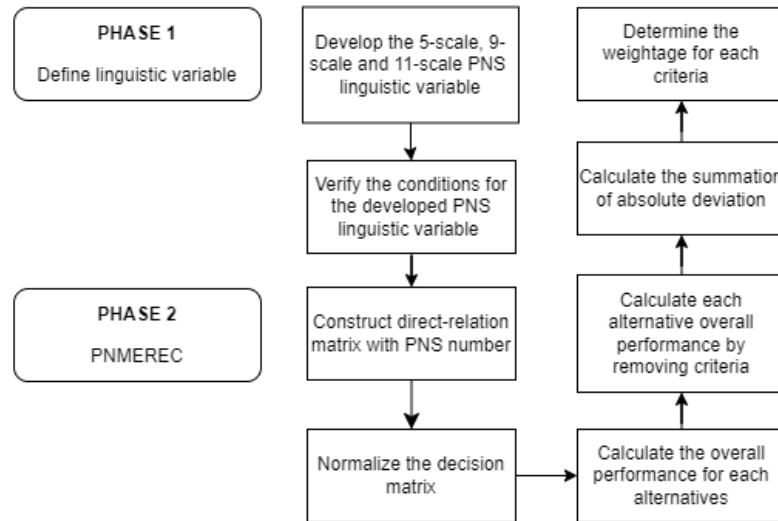 PHASE 1
Define linguistic variable
Develop the 5-scale, 9-
scale and 11-scale PNS
linguistic variable
Verify the conditions for
the developed PNS
linguistic variable
PHASE 2
PNMEREC
Construct direct-relation
matrix with PNS number
Normalize the decision
matrix
Calculate the overall
performance for each
alternatives
Calculate each
alternative overall
performance by
removing criteria
Calculate the summation
of absolute deviation
Determine the
weightage for each
criteria